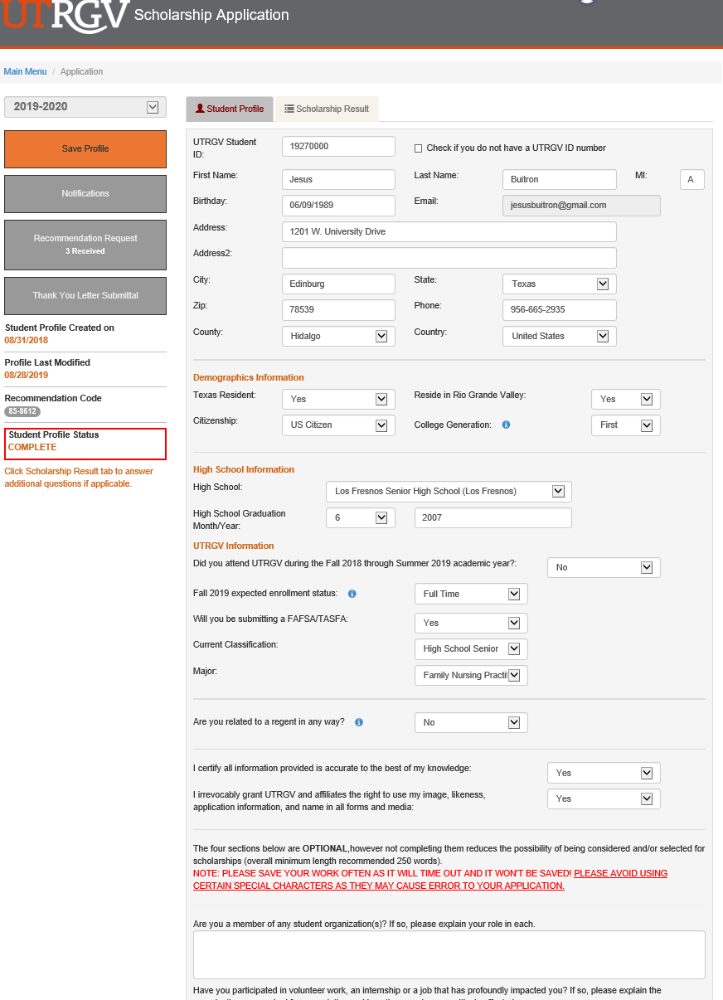 UTRGV Scholarship Application
Main Menu / Application
2019-2020
Save Profile
Notifications
Recommendation Request
3 Received
Thank You Letter Submittal
Student Profile Created on
08/31/2018
Profile Last Modified
08/28/2019
Recommendation Code
85-8612
Student Profile Status
COMPLETE
Click Scholarship Result tab to answer
additional questions if applicable.
Student Profile Scholarship Result
UTRGV Student
ID: 19270000 Check if you do not have a UTRGV ID number
First Name: Jesus Last Name: Buitron MI: A
Birthday: 06/09/1989 Email: jesusbuitron@gmail.com
Address: 1201 W. University Drive
Address2:
City: Edinburg State: Texas
Zip: 78539 Phone: 956-665-2935
County: Hidalgo Country: United States
Demographics Information
Texas Resident: Yes Reside in Rio Grande Valley: Yes
Citizenship: US Citizen College Generation: First
High School Information
High School: Los Fresnos Senior High School (Los Fresnos)
High School Graduation
Month/Year: 6 2007
UTRGV Information
Did you attend UTRGV during the Fall 2018 through Summer 2019 academic year?: No
Fall 2019 expected enrollment status: Full Time
Will you be submitting a FAFSA/TASFA: Yes
Current Classification: High School Senior
Major: Family Nursing Practi
Are you related to a regent in any way? No
I certify all information provided is accurate to the best of my knowledge: Yes
I irrevocably grant UTRGV and affiliates the right to use my image, likeness,
application information, and name in all forms and media: Yes
The four sections below are OPTIONAL,however not completing them reduces the possibility of being considered and/or selected for
scholarships (overall minimum length recommended 250 words).
NOTE: PLEASE SAVE YOUR WORK OFTEN AS IT WILL TIME OUT AND IT WON'T BE SAVED! PLEASE AVOID USING
CERTAIN SPECIAL CHARACTERS AS THEY MAY CAUSE ERROR TO YOUR APPLICATION.
Are you a member of any student organization(s)? If so, please explain your role in each.
Have you participated in volunteer work, an internship or a job that has profoundly impacted you? If so, please explain the